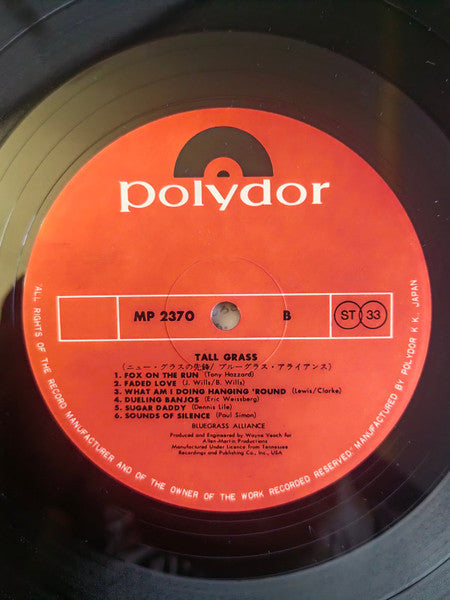 polydor
MP 2370 B ST 33
TALL GRASS
(ニュー・グラスの先鋒/ブルーグラス・アライアンス)
1. FOX ON THE RUN (Tony Hazzard)
2. FADED LOVE (J. Wills/B. Wills)
3. WHAT AM I DOING HANGING 'ROUND (Lewis/Clarke)
4. DUELING BANJOS (Eric Weissberg)
5. SUGAR DADDY (Dennis Lile)
6. SOUNDS OF SILENCE (Paul Simon)
BLUEGRASS ALLIANCE
Produced and Engineered by Wayne Veach for
Allen-Martin Productions
Manufactured Under Licence from Tennessee
Recordings and Publishing Co., Inc., USA
"ALL RIGHTS OF THE RECORD MANUFACTURER AND OF THE OWNER OF THE WORK RECORDED RESERVED" MANUFACTURED BY POLYDOR K.K. JAPAN.